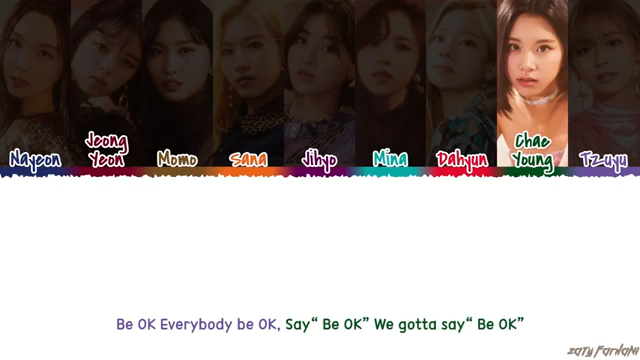 Nayeon
Jeong
Yeon
Momo
Sana
Jihyo
Mina
Dahyun
Chae
Young
Tzuyu
Be OK Everybody be OK, Say“ Be OK” We gotta say“ Be OK”
ZaTy FarHaNi